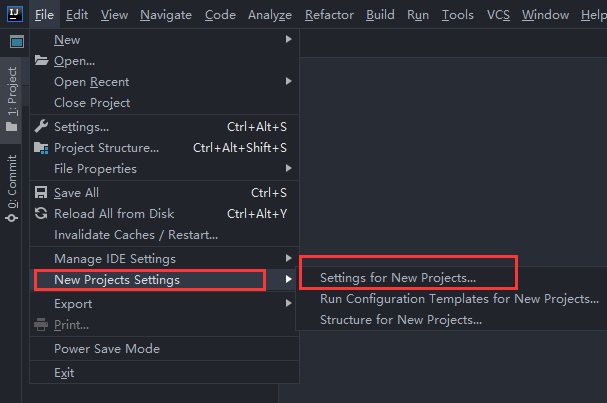 IJ File Edit View Navigate Code Analyze Refactor Build Run Tools VCS Window Help
1: Project
0: Commit
New
Open...
Open Recent
Close Project
Settings... Ctrl+Alt+S
Project Structure... Ctrl+Alt+Shift+S
File Properties
Save All Ctrl+S
Reload All from Disk Ctrl+Alt+Y
Invalidate Caches / Restart...
Manage IDE Settings
New Projects Settings
Export
Print...
Power Save Mode
Exit
Settings for New Projects...
Run Configuration Templates for New Projects...
Structure for New Projects...